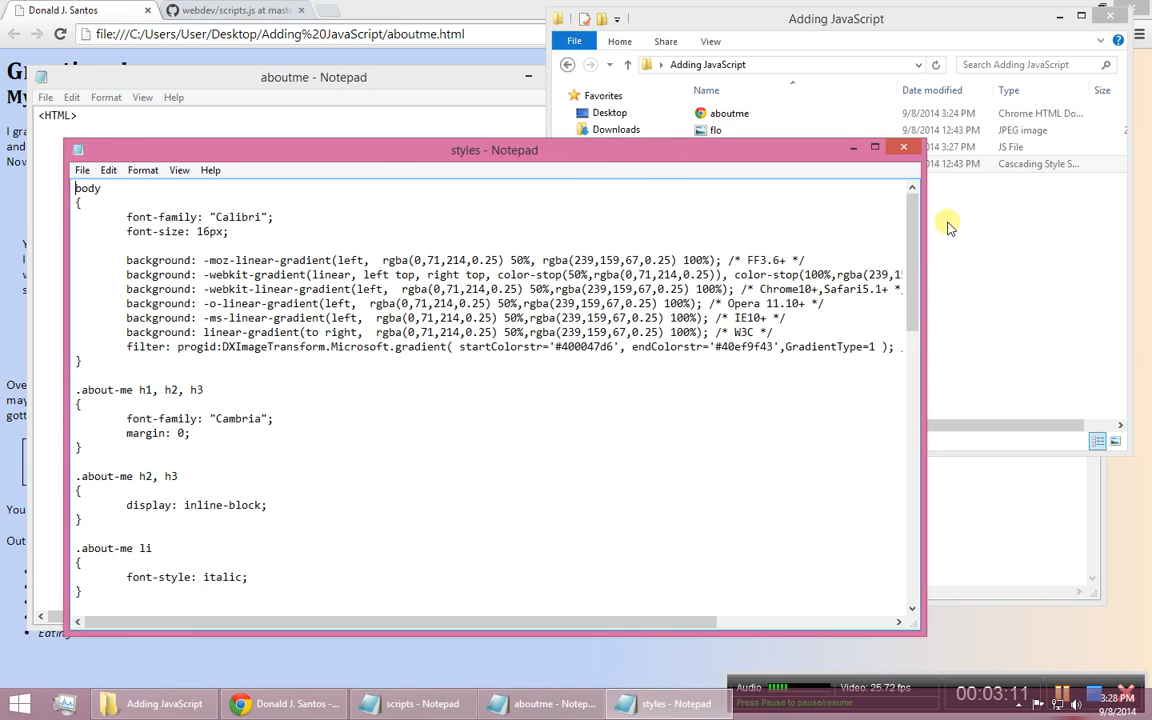 Donald J. Santos
webdev/scripts.js at mast
file:///C:/Users/User/Desktop/Adding%20JavaScript/aboutme.html
Adding JavaScript
File Home Share View
Adding JavaScript
Search Adding JavaScript
Name Date modified Type Size
Favorites
Desktop
Downloads
aboutme 9/8/2014 3:24 PM Chrome HTML Do...
flo 9/8/2014 12:43 PM JPEG image
3:27 PM JS File
12:43 PM Cascading Style S...
aboutme - Notepad
File Edit Format View Help
<HTML>
styles - Notepad
File Edit Format View Help
body
{
font-family: "Calibri";
font-size: 16px;
background: -moz-linear-gradient(left, rgba(0,71,214,0.25) 50%, rgba(239,159,67,0.25) 100%); /* FF3.6+ */
background: -webkit-gradient(linear, left top, right top, color-stop(50%,rgba(0,71,214,0.25)), color-stop(100%,rgba(239,1
background: -webkit-linear-gradient(left, rgba(0,71,214,0.25) 50%,rgba(239,159,67,0.25) 100%); /* Chrome10+,Safari5.1+ *
background: -o-linear-gradient(left, rgba(0,71,214,0.25) 50%,rgba(239,159,67,0.25) 100%); /* Opera 11.10+ */
background: -ms-linear-gradient(left, rgba(0,71,214,0.25) 50%,rgba(239,159,67,0.25) 100%); /* IE10+ */
background: linear-gradient(to right, rgba(0,71,214,0.25) 50%,rgba(239,159,67,0.25) 100%); /* W3C */
filter: progid:DXImageTransform.Microsoft.gradient( startColorstr='#400047d6', endColorstr='#40ef9f43',GradientType=1 );
}
.about-me h1, h2, h3
{
font-family: "Cambria";
margin: 0;
}
.about-me h2, h3
{
display: inline-block;
}
.about-me li
{
font-style: italic;
}
My
I gra
and
Nov
Ove
may
gott
You
Out
Eating
Audio
Video: 25.72 fps
Press Pause to pause/resume
00:03:11
Adding JavaScript
Donald J. Santos -...
scripts - Notepad
aboutme - Notep...
styles - Notepad
3:28 PM
9/8/2014